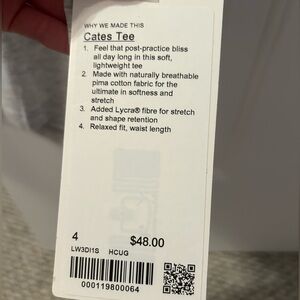 WHY WE MADE THIS
Cates Tee
1. Feel that post-practice bliss
all day long in this soft,
lightweight tee
2. Made with naturally breathable
pima cotton fabric for the
ultimate in softness and
stretch
3. Added Lycra® fibre for stretch
and shape retention
4. Relaxed fit, waist length
4 $48.00
LW3DI1S HCUG
000119800064